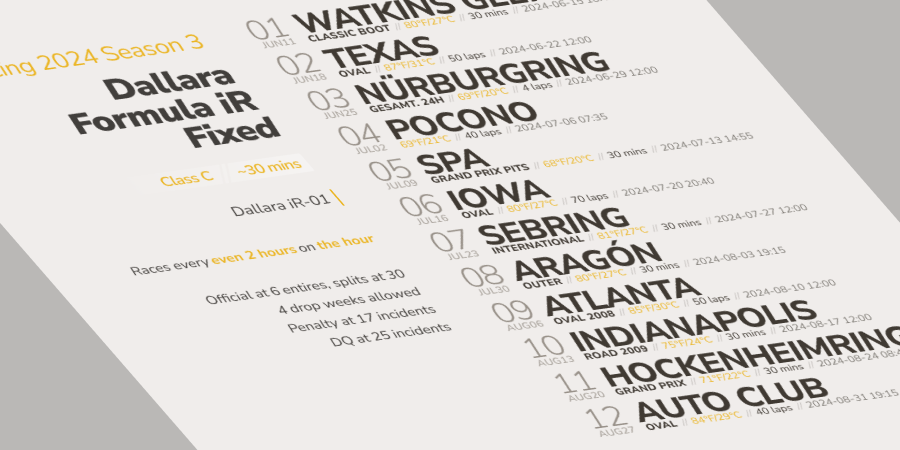 ing 2024 Season 3
Dallara
Formula iR
Fixed
Class C ~30 mins
Dallara iR-01
Races every even 2 hours on the hour
Official at 6 entires, splits at 30
4 drop weeks allowed
Penalty at 17 incidents
DQ at 25 incidents
01 WATKINS
JUN11 CLASSIC BOOT // 80°F/27°C // 30 mins // 2024-06-15
02 TEXAS
JUN18 OVAL // 87°F/31°C // 50 laps // 2024-06-22 12:00
03 NÜRBURGRING
JUN25 GESAMT. 24H // 69°F/20°C // 4 laps // 2024-06-29 12:00
04 POCONO
JUL02 69°F/21°C // 40 laps // 2024-07-06 07:35
05 SPA
JUL09 GRAND PRIX PITS // 68°F/20°C // 30 mins // 2024-07-13 14:55
06 IOWA
JUL16 OVAL // 80°F/27°C // 70 laps // 2024-07-20 20:40
07 SEBRING
JUL23 INTERNATIONAL // 81°F/27°C // 30 mins // 2024-07-27 12:00
08 ARAGÓN
JUL30 OUTER // 80°F/27°C // 30 mins // 2024-08-03 19:15
09 ATLANTA
AUG06 OVAL 2008 // 85°F/30°C // 50 laps // 2024-08-10 12:00
10 INDIANAPOLIS
AUG13 ROAD 2009 // 75°F/24°C // 30 mins // 2024-08-17 12:00
11 HOCKENHEIMRING
AUG20 GRAND PRIX // 71°F/22°C // 30 mins // 2024-08-24
12 AUTO CLUB
AUG27 OVAL // 84°F/29°C // 40 laps // 2024-08-31 19:15